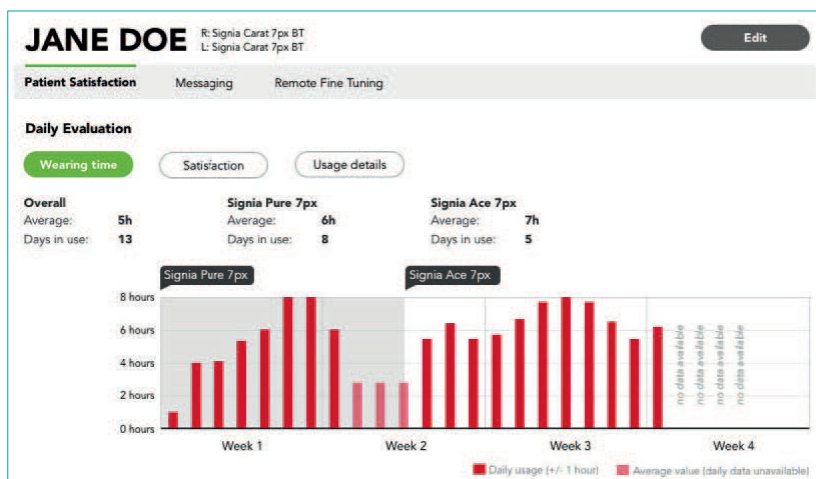 JANE DOE
R: Signia Carat 7px BT
L: Signia Carat 7px BT
Edit
Patient Satisfaction Messaging Remote Fine Tuning
Daily Evaluation
Wearing time Satisfaction Usage details
Overall Signia Pure 7px Signia Ace 7px
Average: 5h Average: 6h Average: 7h
Days in use: 13 Days in use: 8 Days in use: 5
Signia Pure 7px Signia Ace 7px
8 hours
6 hours
4 hours
2 hours
0 hours
no data available
no data available
no data available
no data available
Week 1 Week 2 Week 3 Week 4
Daily usage (+/- 1 hour) Average value (daily data unavailable)